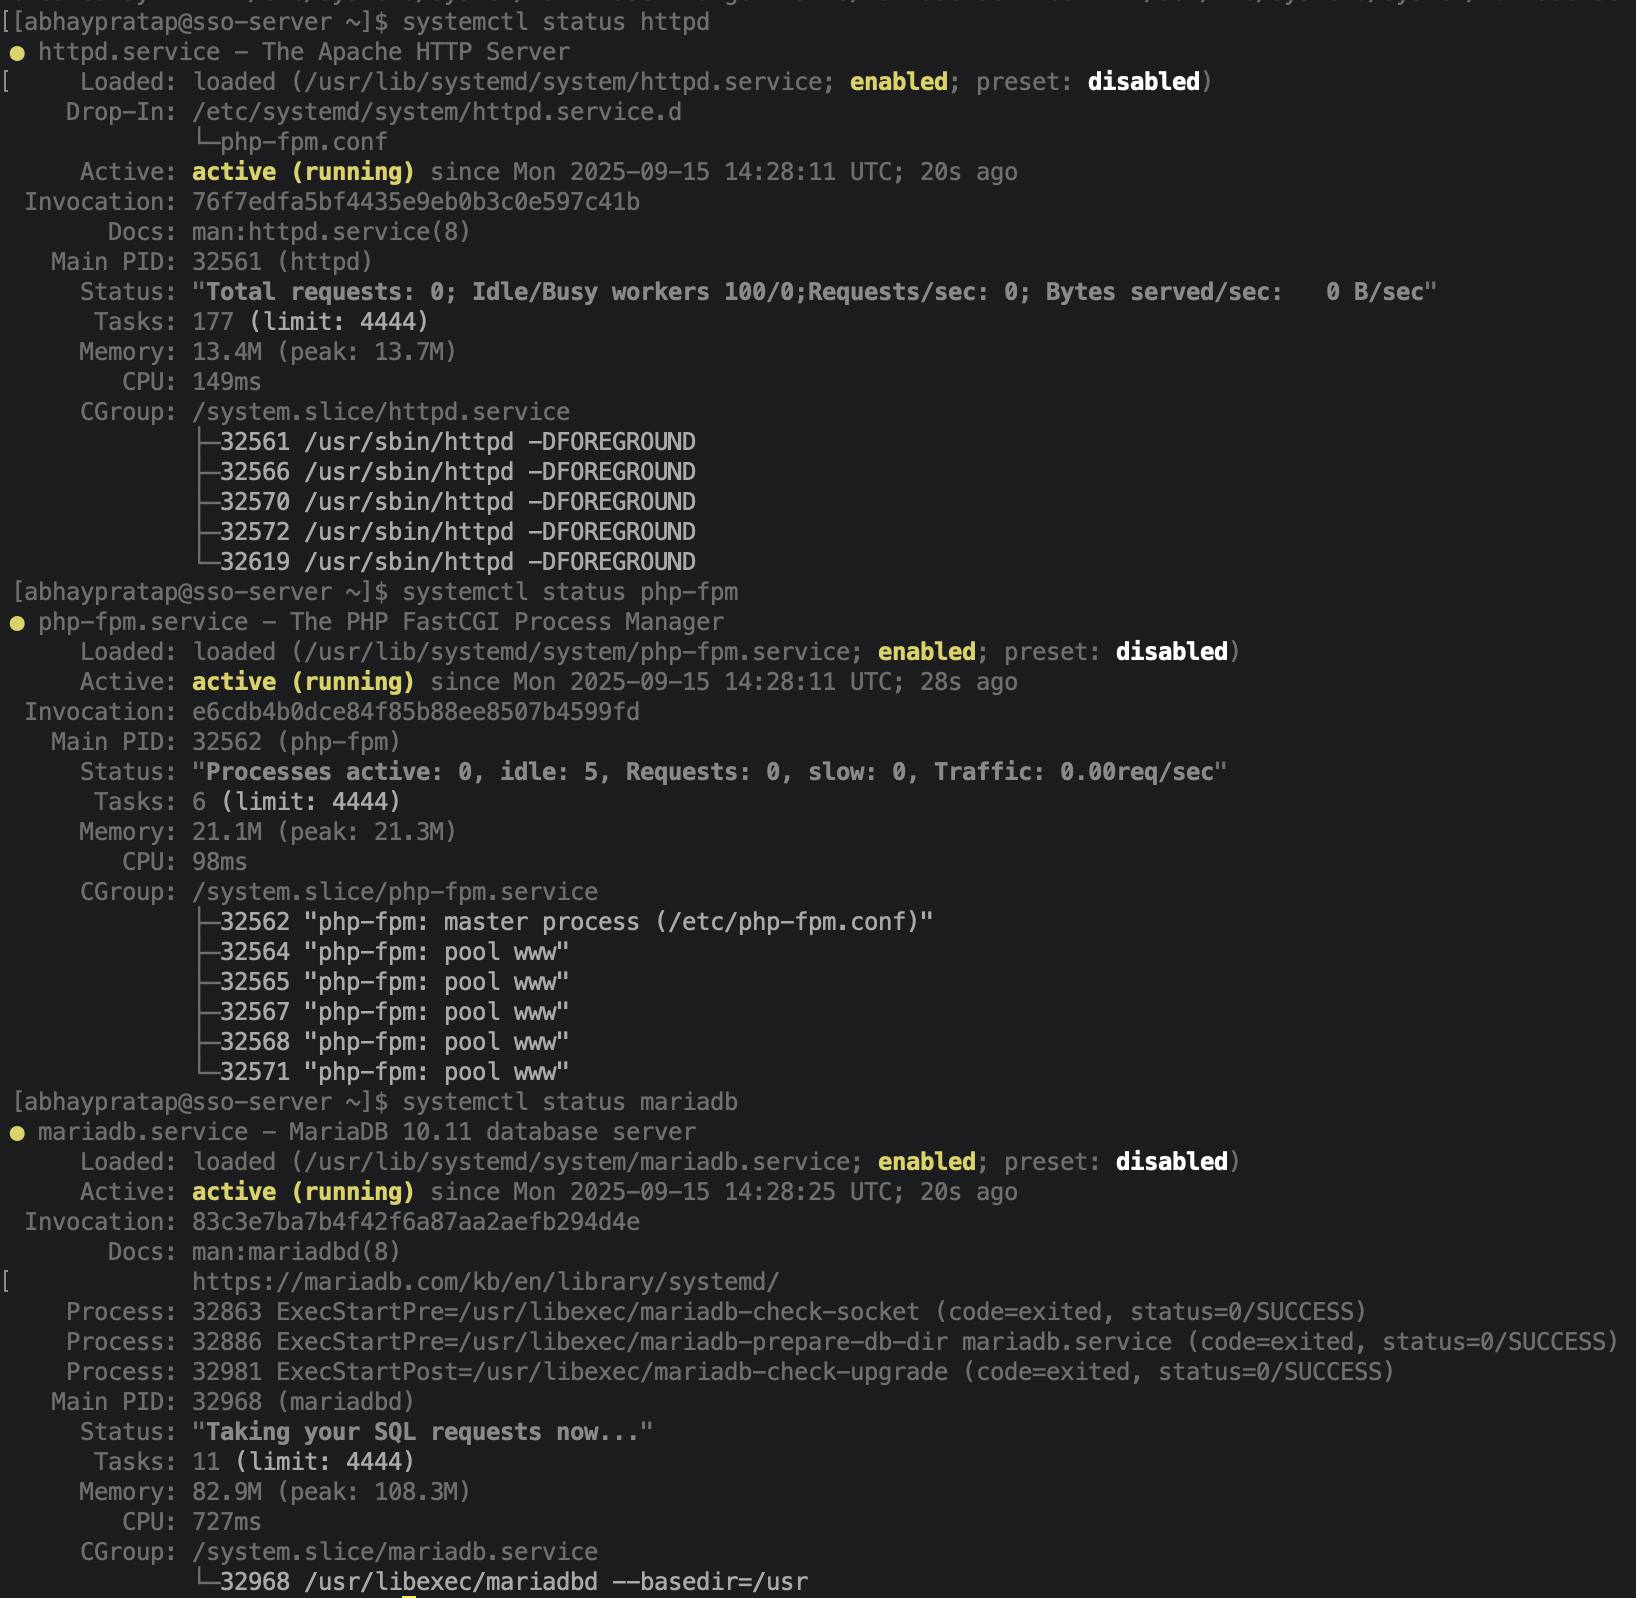 [[abhaypratap@sso-server ~]$ systemctl status httpd
● httpd.service – The Apache HTTP Server
[     Loaded: loaded (/usr/lib/systemd/system/httpd.service; enabled; preset: disabled)
    Drop-In: /etc/systemd/system/httpd.service.d
             └─php-fpm.conf
     Active: active (running) since Mon 2025-09-15 14:28:11 UTC; 20s ago
 Invocation: 76f7edfa5bf4435e9eb0b3c0e597c41b
       Docs: man:httpd.service(8)
   Main PID: 32561 (httpd)
     Status: "Total requests: 0; Idle/Busy workers 100/0;Requests/sec: 0; Bytes served/sec:   0 B/sec"
      Tasks: 177 (limit: 4444)
     Memory: 13.4M (peak: 13.7M)
        CPU: 149ms
     CGroup: /system.slice/httpd.service
             ├─32561 /usr/sbin/httpd -DFOREGROUND
             ├─32566 /usr/sbin/httpd -DFOREGROUND
             ├─32570 /usr/sbin/httpd -DFOREGROUND
             ├─32572 /usr/sbin/httpd -DFOREGROUND
             └─32619 /usr/sbin/httpd -DFOREGROUND
[abhaypratap@sso-server ~]$ systemctl status php-fpm
● php-fpm.service – The PHP FastCGI Process Manager
     Loaded: loaded (/usr/lib/systemd/system/php-fpm.service; enabled; preset: disabled)
     Active: active (running) since Mon 2025-09-15 14:28:11 UTC; 28s ago
 Invocation: e6cdb4b0dce84f85b88ee8507b4599fd
   Main PID: 32562 (php-fpm)
     Status: "Processes active: 0, idle: 5, Requests: 0, slow: 0, Traffic: 0.00req/sec"
      Tasks: 6 (limit: 4444)
     Memory: 21.1M (peak: 21.3M)
        CPU: 98ms
     CGroup: /system.slice/php-fpm.service
             ├─32562 "php-fpm: master process (/etc/php-fpm.conf)"
             ├─32564 "php-fpm: pool www"
             ├─32565 "php-fpm: pool www"
             ├─32567 "php-fpm: pool www"
             ├─32568 "php-fpm: pool www"
             └─32571 "php-fpm: pool www"
[abhaypratap@sso-server ~]$ systemctl status mariadb
● mariadb.service – MariaDB 10.11 database server
     Loaded: loaded (/usr/lib/systemd/system/mariadb.service; enabled; preset: disabled)
     Active: active (running) since Mon 2025-09-15 14:28:25 UTC; 20s ago
 Invocation: 83c3e7ba7b4f42f6a87aa2aefb294d4e
       Docs: man:mariadbd(8)
[            https://mariadb.com/kb/en/library/systemd/
    Process: 32863 ExecStartPre=/usr/libexec/mariadb-check-socket (code=exited, status=0/SUCCESS)
    Process: 32886 ExecStartPre=/usr/libexec/mariadb-prepare-db-dir mariadb.service (code=exited, status=0/SUCCESS)
    Process: 32981 ExecStartPost=/usr/libexec/mariadb-check-upgrade (code=exited, status=0/SUCCESS)
   Main PID: 32968 (mariadbd)
     Status: "Taking your SQL requests now..."
      Tasks: 11 (limit: 4444)
     Memory: 82.9M (peak: 108.3M)
        CPU: 727ms
     CGroup: /system.slice/mariadb.service
             └─32968 /usr/libexec/mariadbd --basedir=/usr